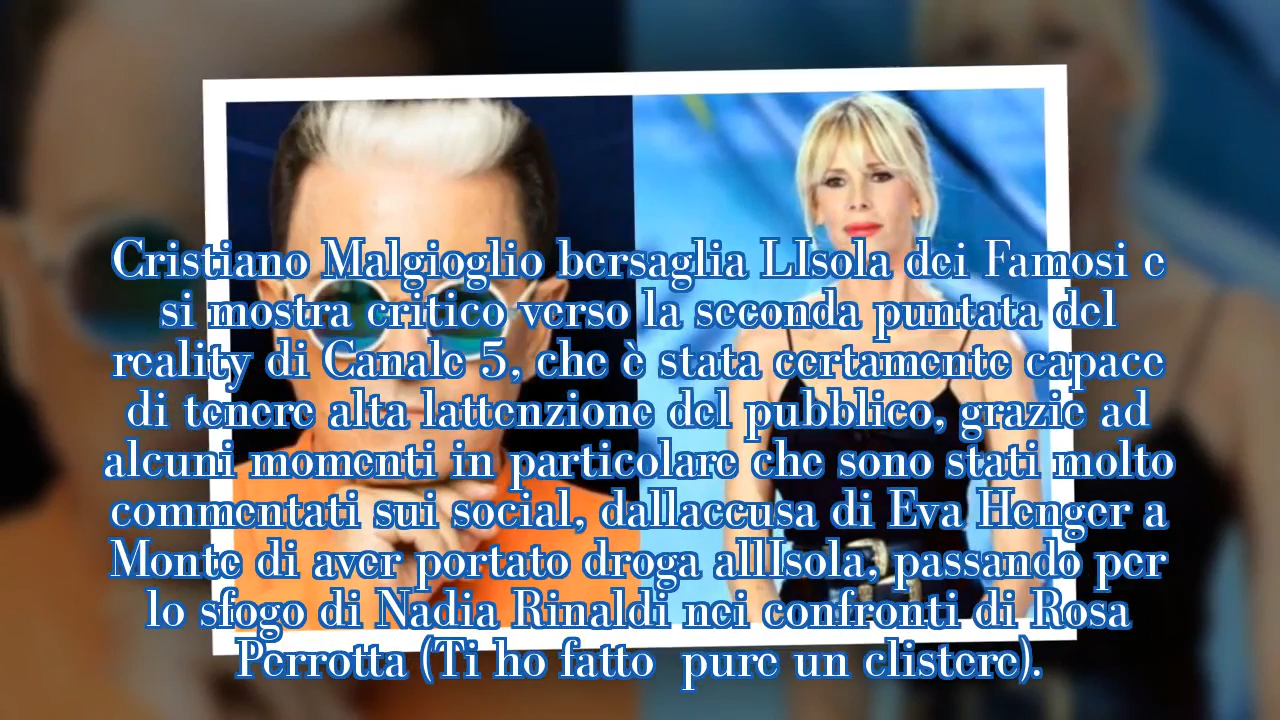 Cristiano Malgioglio bersaglia LIsola dei Famosi e
si mostra critico verso la seconda puntata del
reality di Canale 5, che è stata certamente capace
di tenere alta lattenzione del pubblico, grazie ad
alcuni momenti in particolare che sono stati molto
commentati sui social, dallaccusa di Eva Henger a
Monte di aver portato droga allIsola, passando per
lo sfogo di Nadia Rinaldi nei confronti di Rosa
Perrotta (Ti ho fatto  pure un clistere).